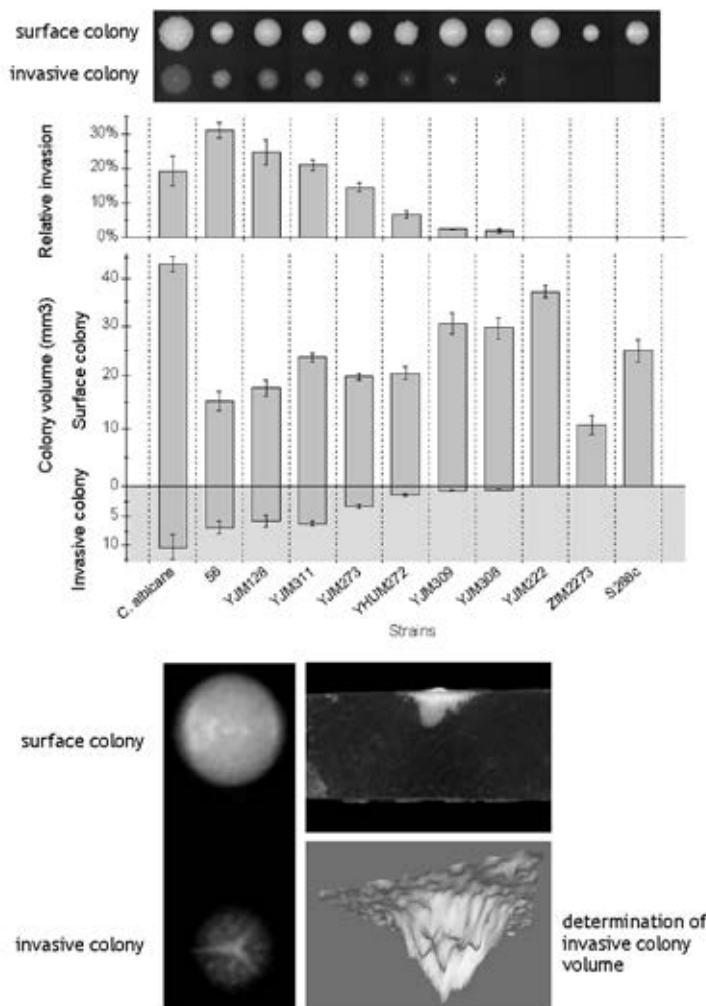 surface colony
invasive colony
Relative invasion
30%
20%
10%
0%
Colony volume (mm3)
Surface colony
40
30
20
10
0
Invasive colony
5
10
C. albicans
56
YJM128
YJM311
YJM273
YHUM272
YJM309
YJM308
YJM222
ZIM2273
S288c
Strains
surface colony
invasive colony
determination of
invasive colony
volume